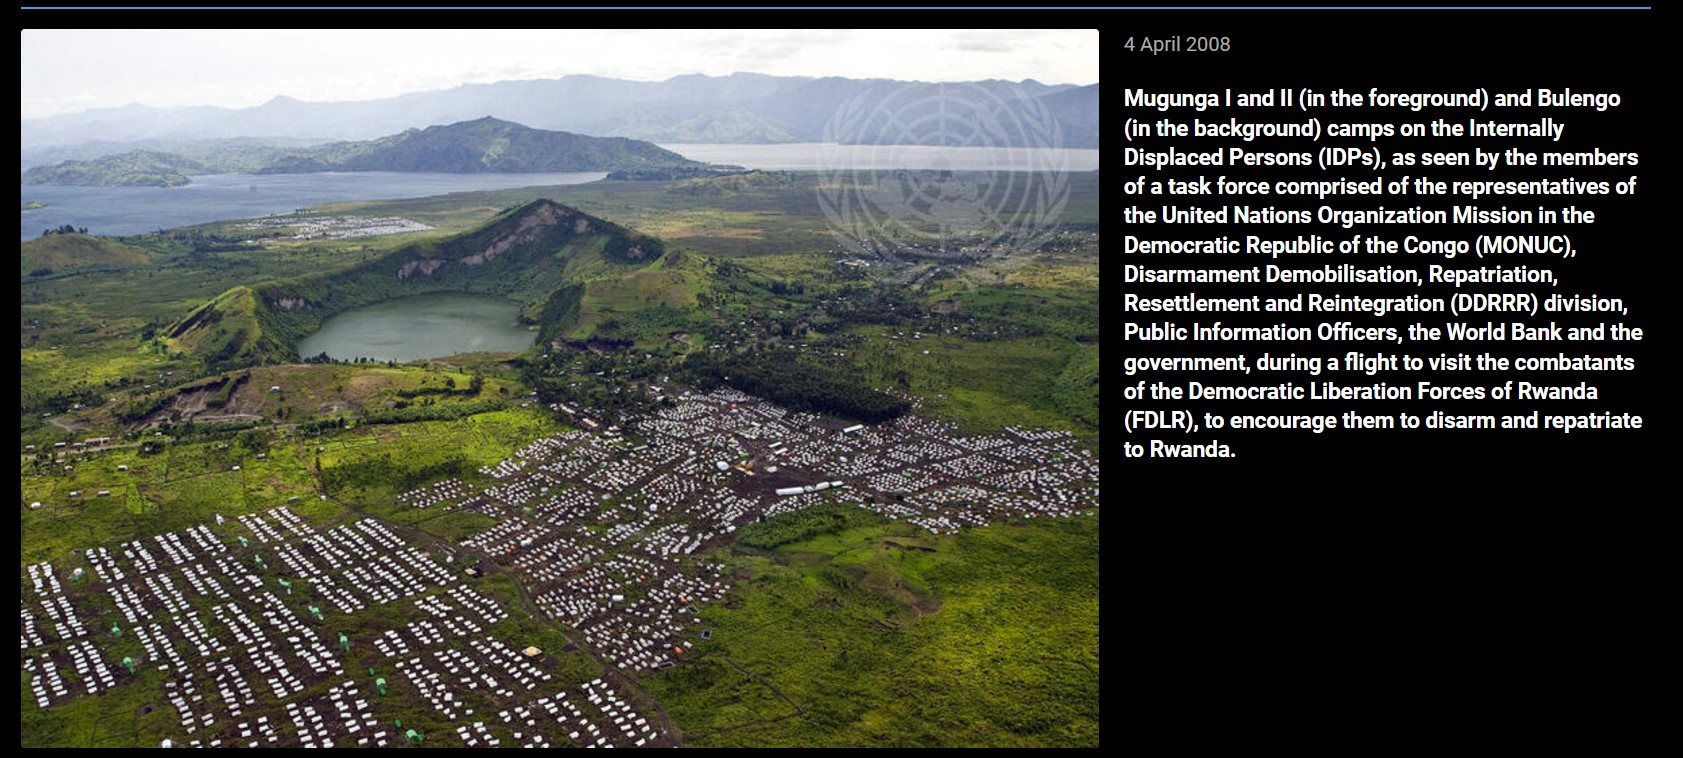 4 April 2008
Mugunga I and II (in the foreground) and Bulengo
(in the background) camps on the Internally
Displaced Persons (IDPs), as seen by the members
of a task force comprised of the representatives of
the United Nations Organization Mission in the
Democratic Republic of the Congo (MONUC),
Disarmament Demobilisation, Repatriation,
Resettlement and Reintegration (DDRRR) division,
Public Information Officers, the World Bank and the
government, during a flight to visit the combatants
of the Democratic Liberation Forces of Rwanda
(FDLR), to encourage them to disarm and repatriate
to Rwanda.